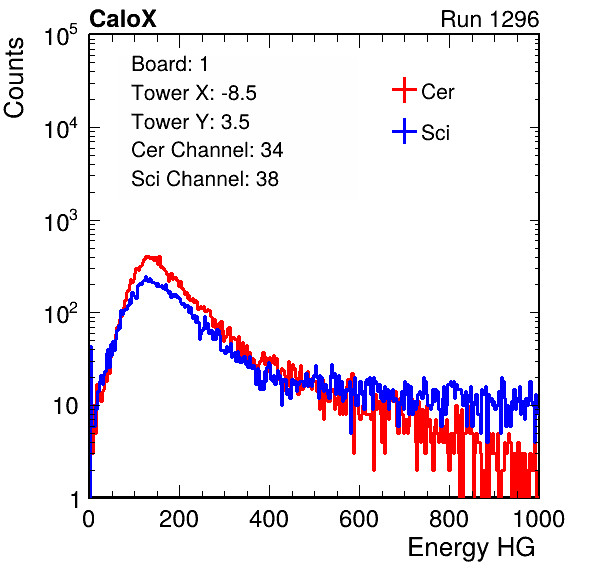 CaloX Run 1296
Counts
Board: 1
Tower X: -8.5
Tower Y: 3.5
Cer Channel: 34
Sci Channel: 38
Cer
Sci
10^5
10^4
10^3
10^2
10
1
0 200 400 600 800 1000
Energy HG